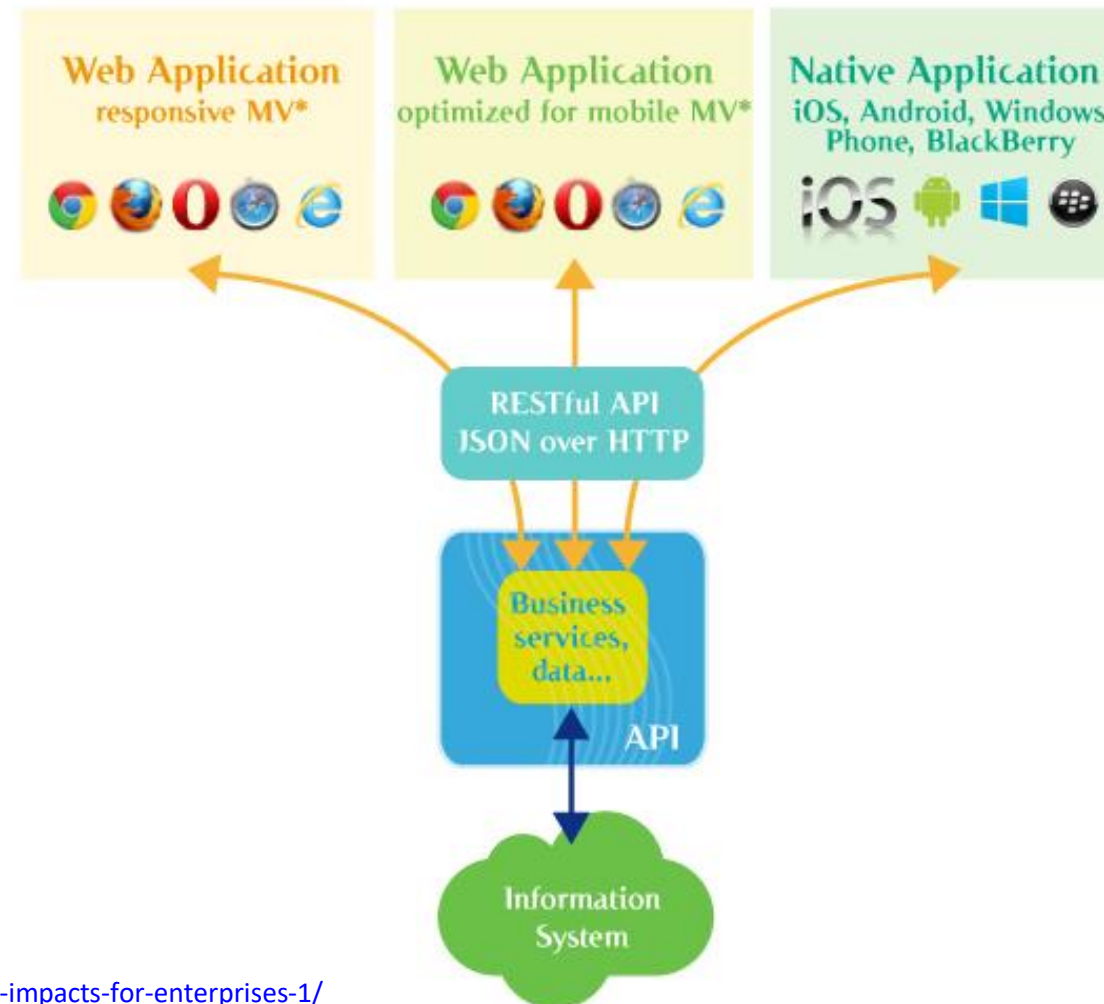 Web Application
responsive MV*
Web Application
optimized for mobile MV*
Native Application
iOS, Android, Windows
Phone, BlackBerry
iOS
RESTful API
JSON over HTTP
Business
services,
data...
API
Information
System
-impacts-for-enterprises-1/